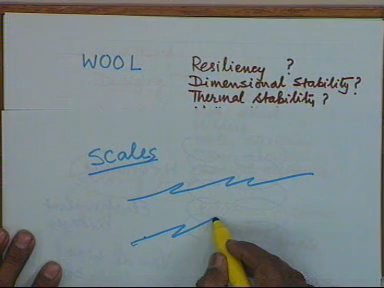 WOOL
Resiliency ?
Dimensional Stability?
Thermal Stability ?
Scales